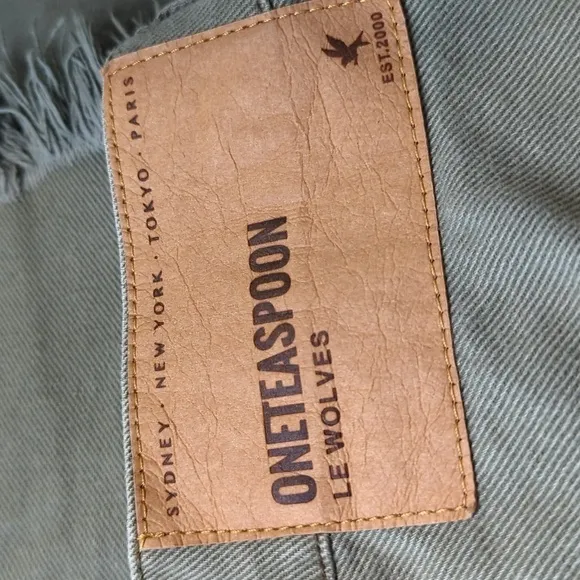 SYDNEY · NEW YORK · TOKYO · PARIS
ONETEASPOON
LE WOLVES
EST.2000